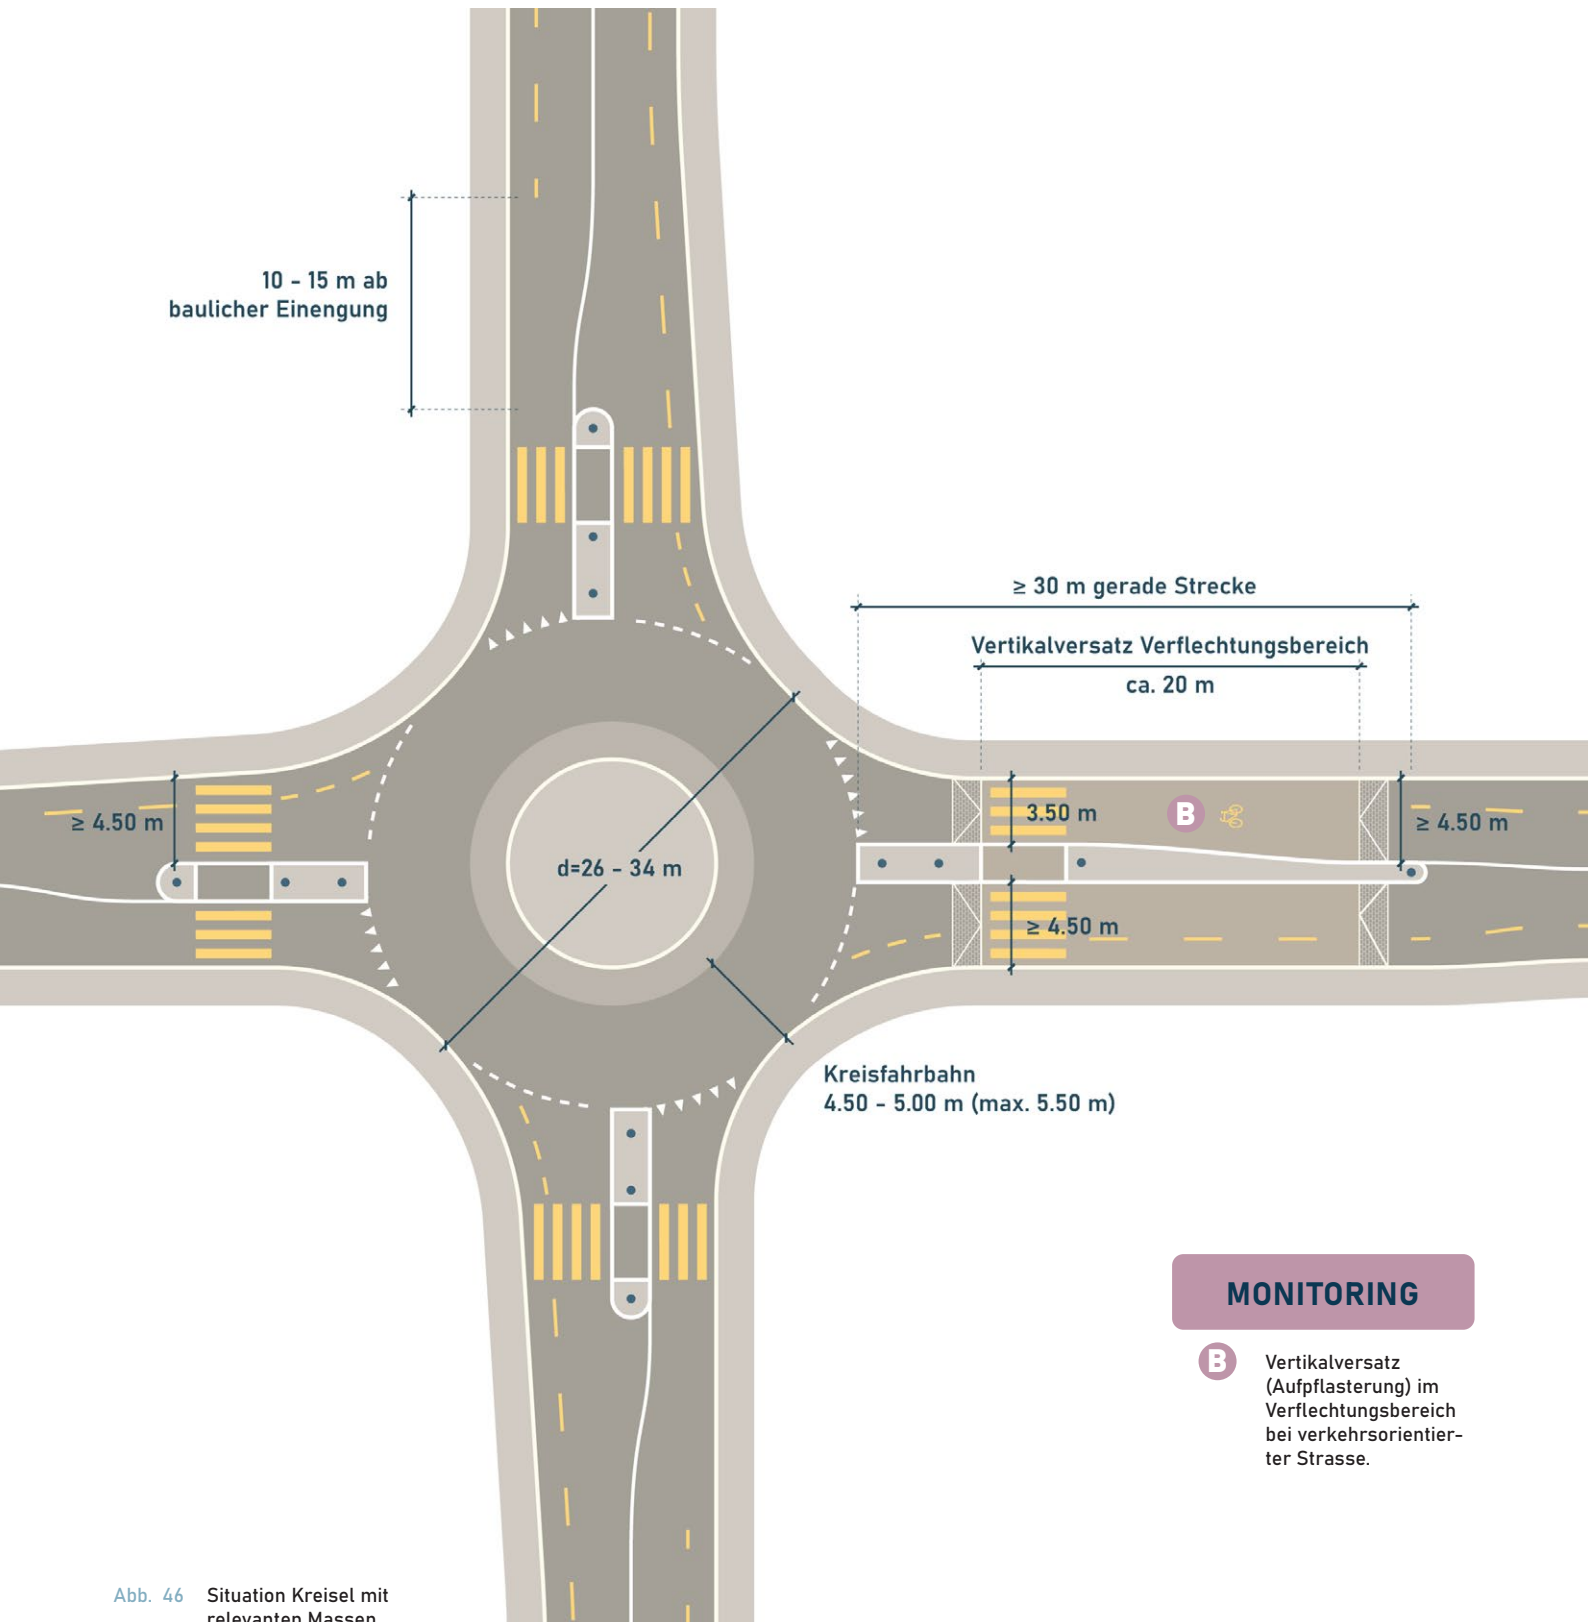 10 - 15 m ab
baulicher Einengung
≥ 30 m gerade Strecke
Vertikalversatz Verflechtungsbereich
ca. 20 m
≥ 4.50 m
3.50 m
B
≥ 4.50 m
d=26 - 34 m
≥ 4.50 m
Kreisfahrbahn
4.50 - 5.00 m (max. 5.50 m)
MONITORING
B
Vertikalversatz
(Aufpflasterung) im
Verflechtungsbereich
bei verkehrsorientier-
ter Strasse.
Abb. 46 Situation Kreisel mit
relevanten Massen